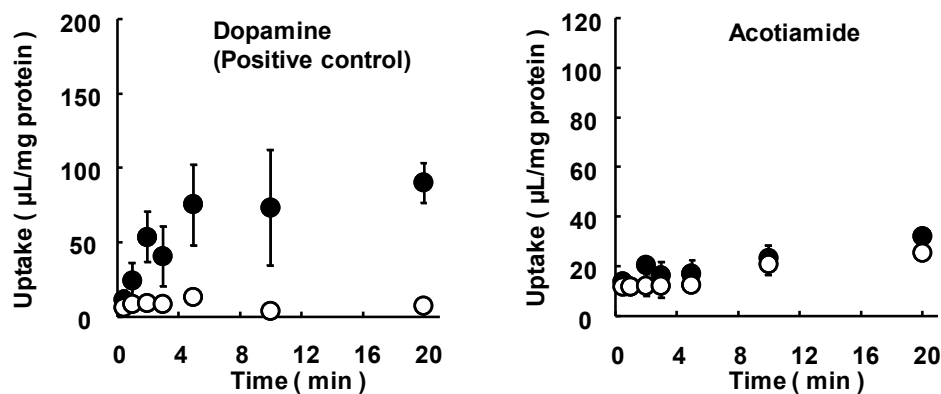 Dopamine
(Positive control)
Uptake ( µL/mg protein )
200
150
100
50
0
0 4 8 12 16 20
Time ( min )
Acotiamide
Uptake ( µL/mg protein )
120
100
80
60
40
20
0
0 4 8 12 16 20
Time ( min )